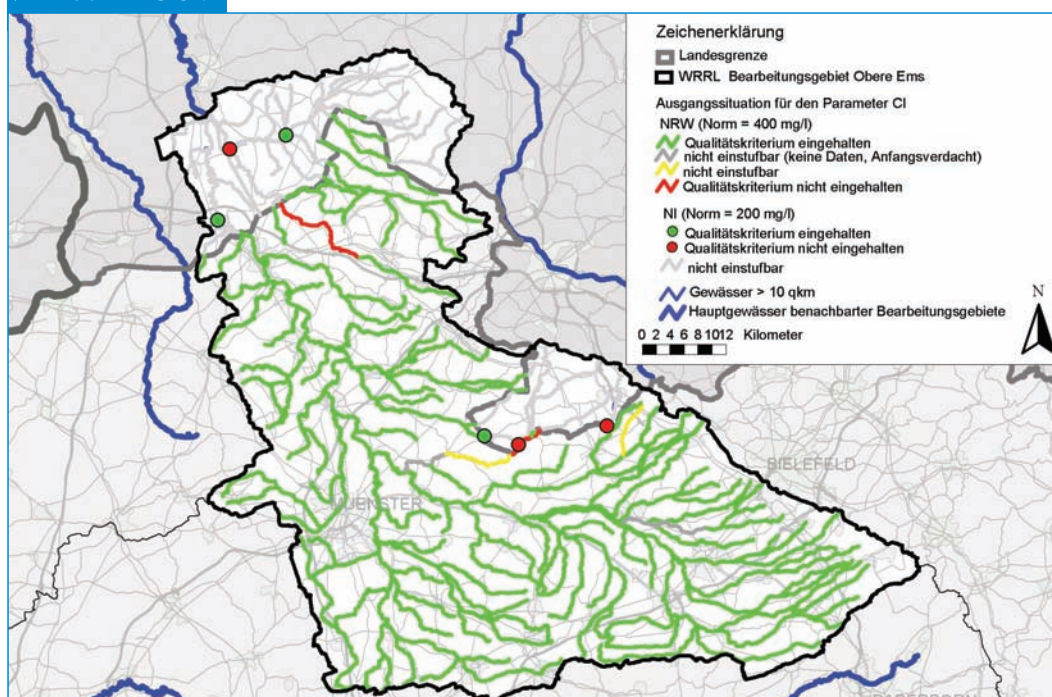 Zeichenerklärung
Landesgrenze
WRRL Bearbeitungsgebiet Obere Ems
Ausgangssituation für den Parameter Cl
NRW (Norm = 400 mg/l)
Qualitätskriterium eingehalten
nicht einstufbar (keine Daten, Anfangsverdacht)
nicht einstufbar
Qualitätskriterium nicht eingehalten
NI (Norm = 200 mg/l)
Qualitätskriterium eingehalten
Qualitätskriterium nicht eingehalten
nicht einstufbar
Gewässer > 10 qkm
Hauptgewässer benachbarter Bearbeitungsgebiete
N
0 2 4 6 8 1012 Kilometer
BIELEFELD
MUENSTER